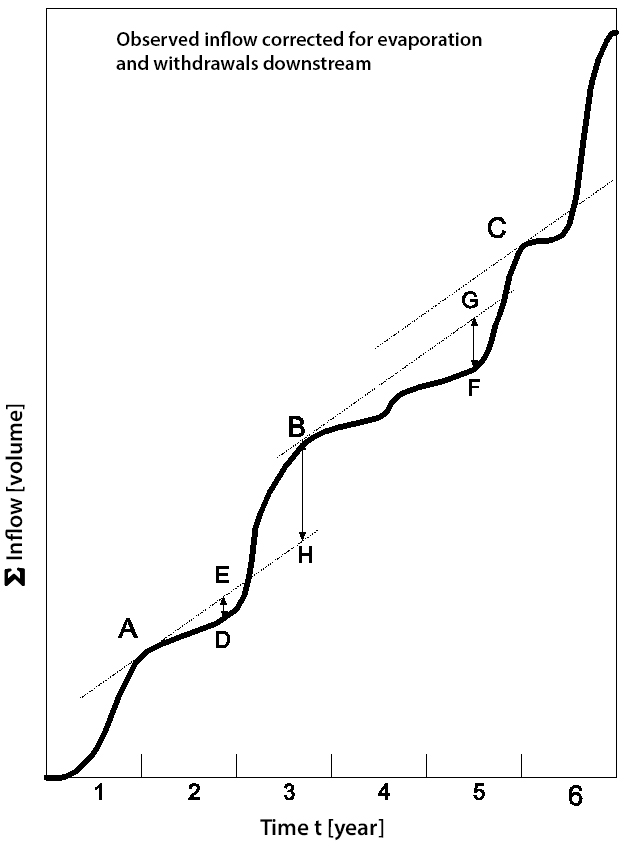 Observed inflow corrected for evaporation
and withdrawals downstream
C
G
F
B
H
E
D
A
Σ Inflow [volume]
1 2 3 4 5 6
Time t [year]